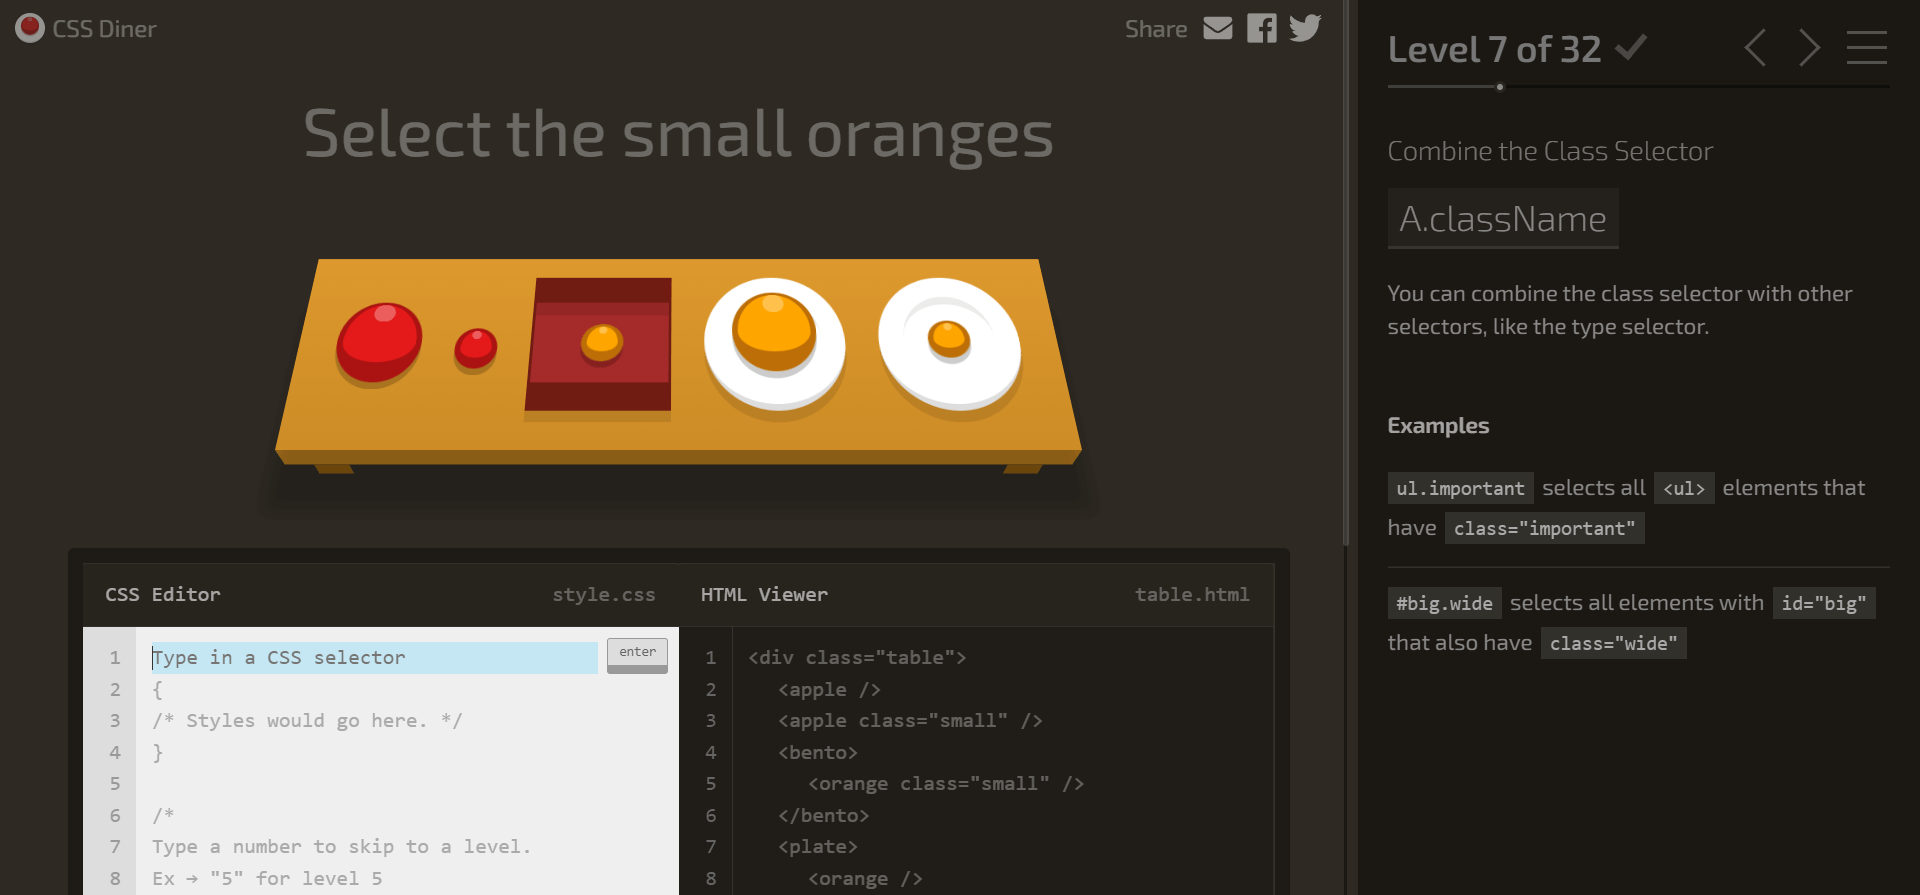 CSS Diner
Share
Select the small oranges
CSS Editor
style.css
1 Type in a CSS selector
enter
2 {
3 /* Styles would go here. */
4 }
5
6 /*
7 Type a number to skip to a level.
8 Ex → "5" for level 5
HTML Viewer
table.html
1 <div class="table">
2 <apple />
3 <apple class="small" />
4 <bento>
5 <orange class="small" />
6 </bento>
7 <plate>
8 <orange />
Level 7 of 32
Combine the Class Selector
A.className
You can combine the class selector with other
selectors, like the type selector.
Examples
ul.important selects all <ul> elements that
have class="important"
#big.wide selects all elements with id="big"
that also have class="wide"